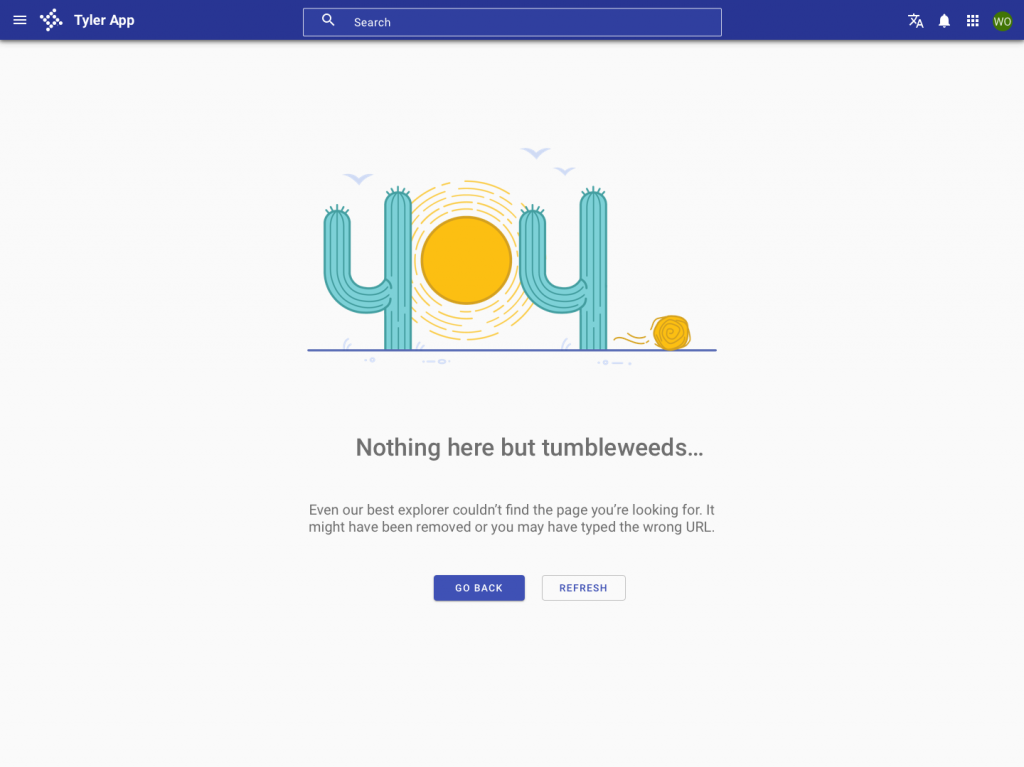 Tyler App
Search
WO
404
Nothing here but tumbleweeds...
Even our best explorer couldn’t find the page you’re looking for. It
might have been removed or you may have typed the wrong URL.
GO BACK
REFRESH